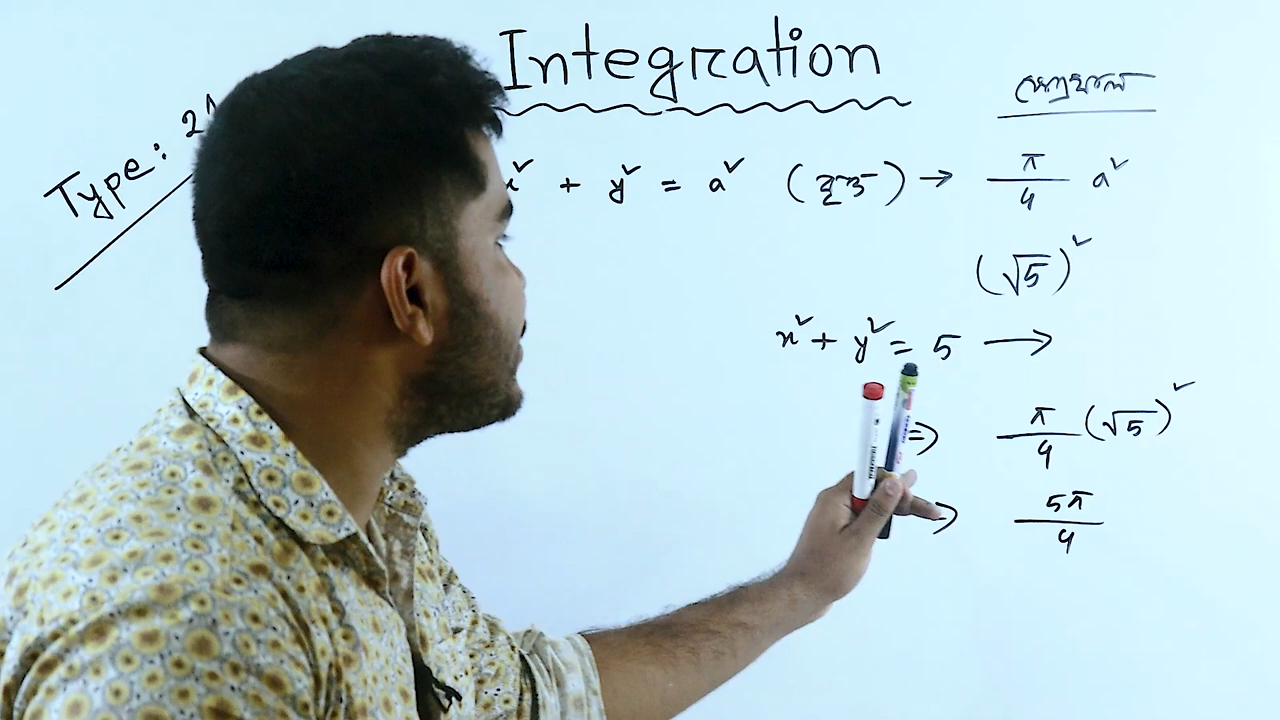 Integration
ক্ষেত্রফল
Type: 2
x² + y² = a² (বৃত্ত) → π/4 a²
(√5)²
x² + y² = 5 →
⇒ π/4 (√5)²
⇒ 5π/4